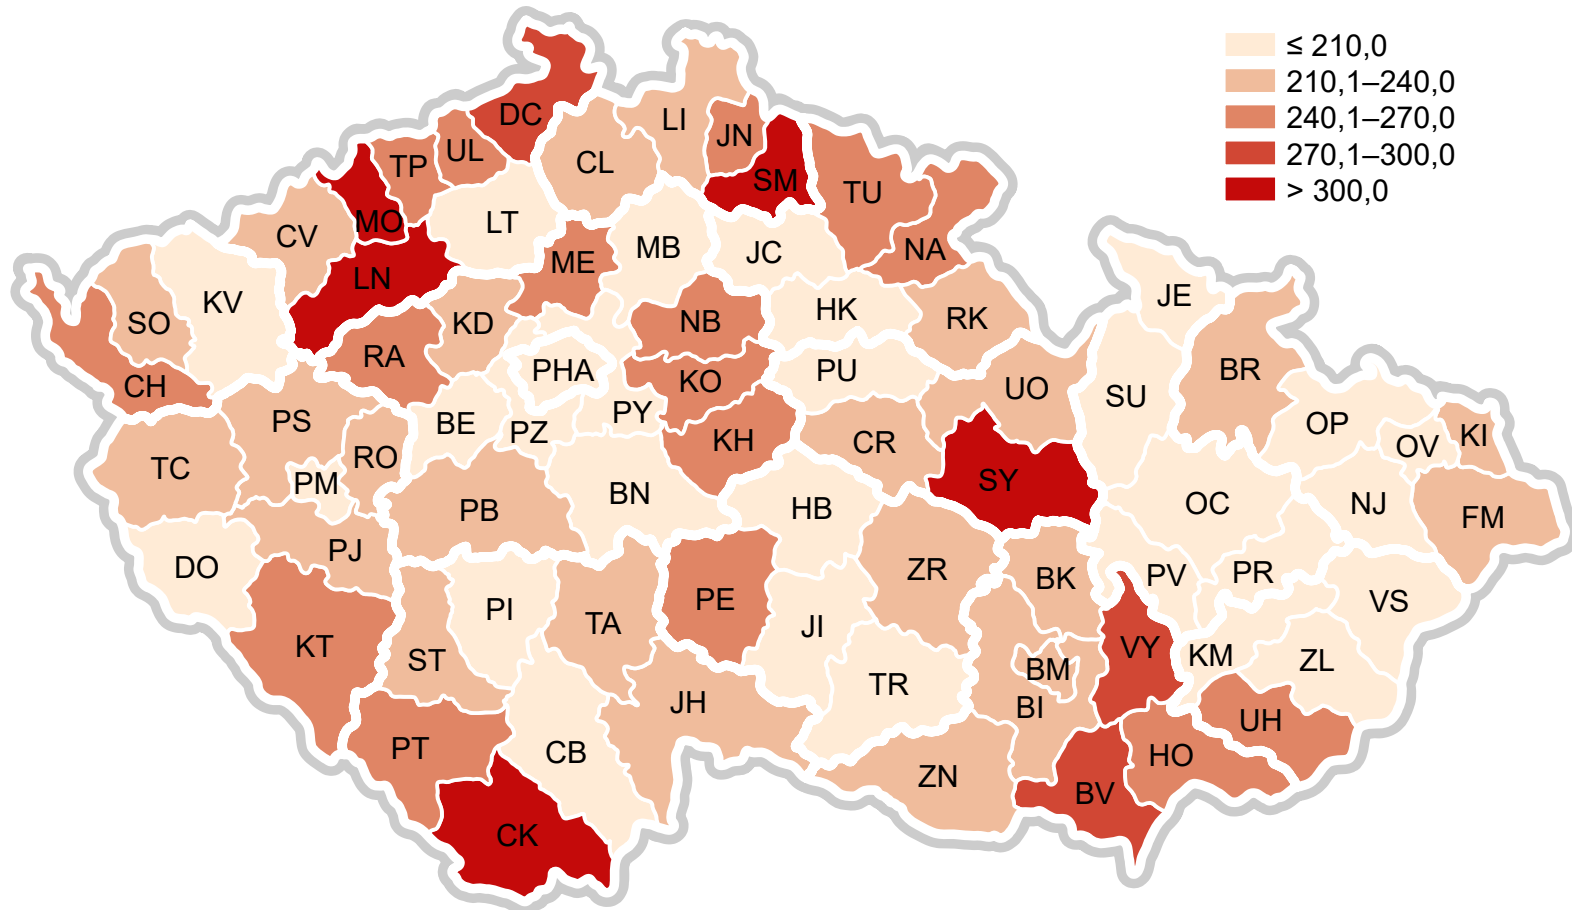 ≤ 210,0
210,1–240,0
240,1–270,0
270,1–300,0
> 300,0
DC
LI
JN
UL
TP
CL
SM
TU
MO
LT
CV
MB
JC
NA
ME
LN
KV
SO
KD
NB
HK
RK
JE
RA
PHA
KO
PU
BR
CH
UO
SU
PS
BE
PZ
PY
KH
CR
OP
OV
KI
TC
RO
PM
BN
SY
PB
HB
OC
NJ
FM
PJ
DO
ZR
BK
PV
PR
VS
PI
TA
PE
JI
KT
ST
VY
BM
KM
ZL
TR
JH
BI
UH
PT
CB
HO
ZN
BV
CK